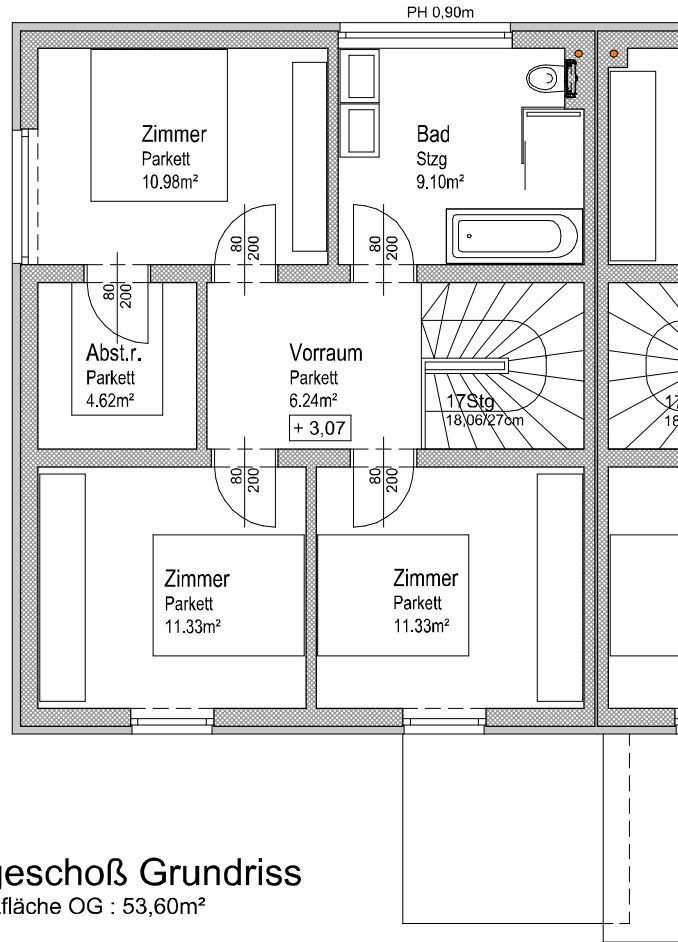 PH 0,90m
Zimmer
Parkett
10.98m²
Bad
Stzg
9.10m²
80
200
80
200
80
200
Abst.r.
Parkett
4.62m²
Vorraum
Parkett
6.24m²
+ 3,07
17Stg
18,06/27cm
17
18
80
200
80
200
Zimmer
Parkett
11.33m²
Zimmer
Parkett
11.33m²
geschoß Grundriss
fläche OG : 53,60m²